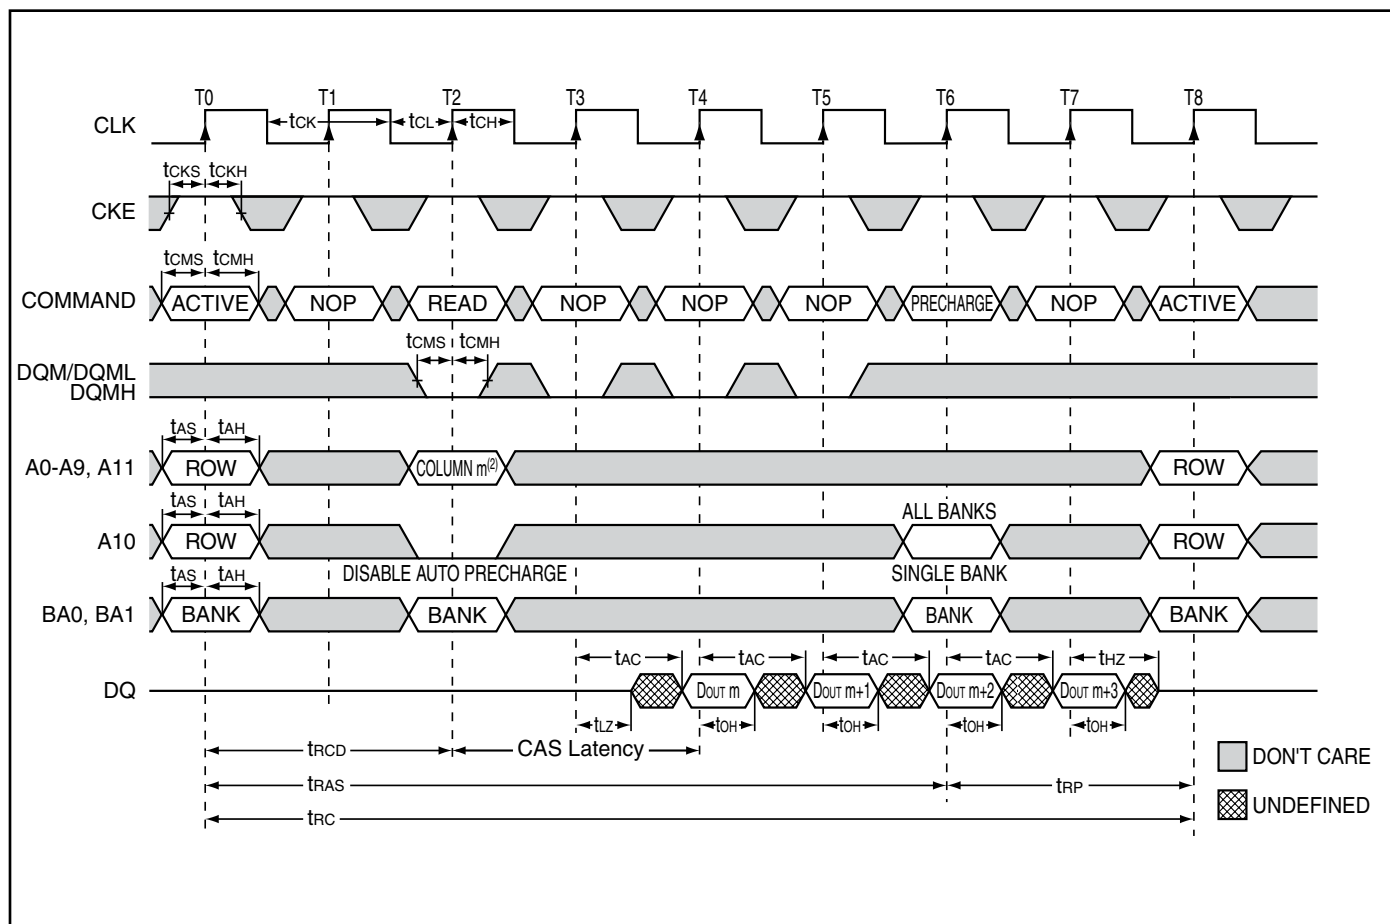 T0 T1 T2 T3 T4 T5 T6 T7 T8
CLK tCK tCL tCH
tCKS tCKH
CKE
tCMS tCMH
COMMAND ACTIVE NOP READ NOP NOP NOP PRECHARGE NOP ACTIVE
tCMS tCMH
DQM/DQML
DQMH
tAS tAH
A0-A9, A11 ROW COLUMN m(2) ROW
tAS tAH ALL BANKS
A10 ROW ROW
DISABLE AUTO PRECHARGE SINGLE BANK
tAS tAH
BA0, BA1 BANK BANK BANK BANK
tAC tAC tAC tAC tHZ
DQ DOUT m DOUT m+1 DOUT m+2 DOUT m+3
tLZ tOH tOH tOH tOH
tRCD CAS Latency
DON'T CARE
tRAS tRP
UNDEFINED
tRC